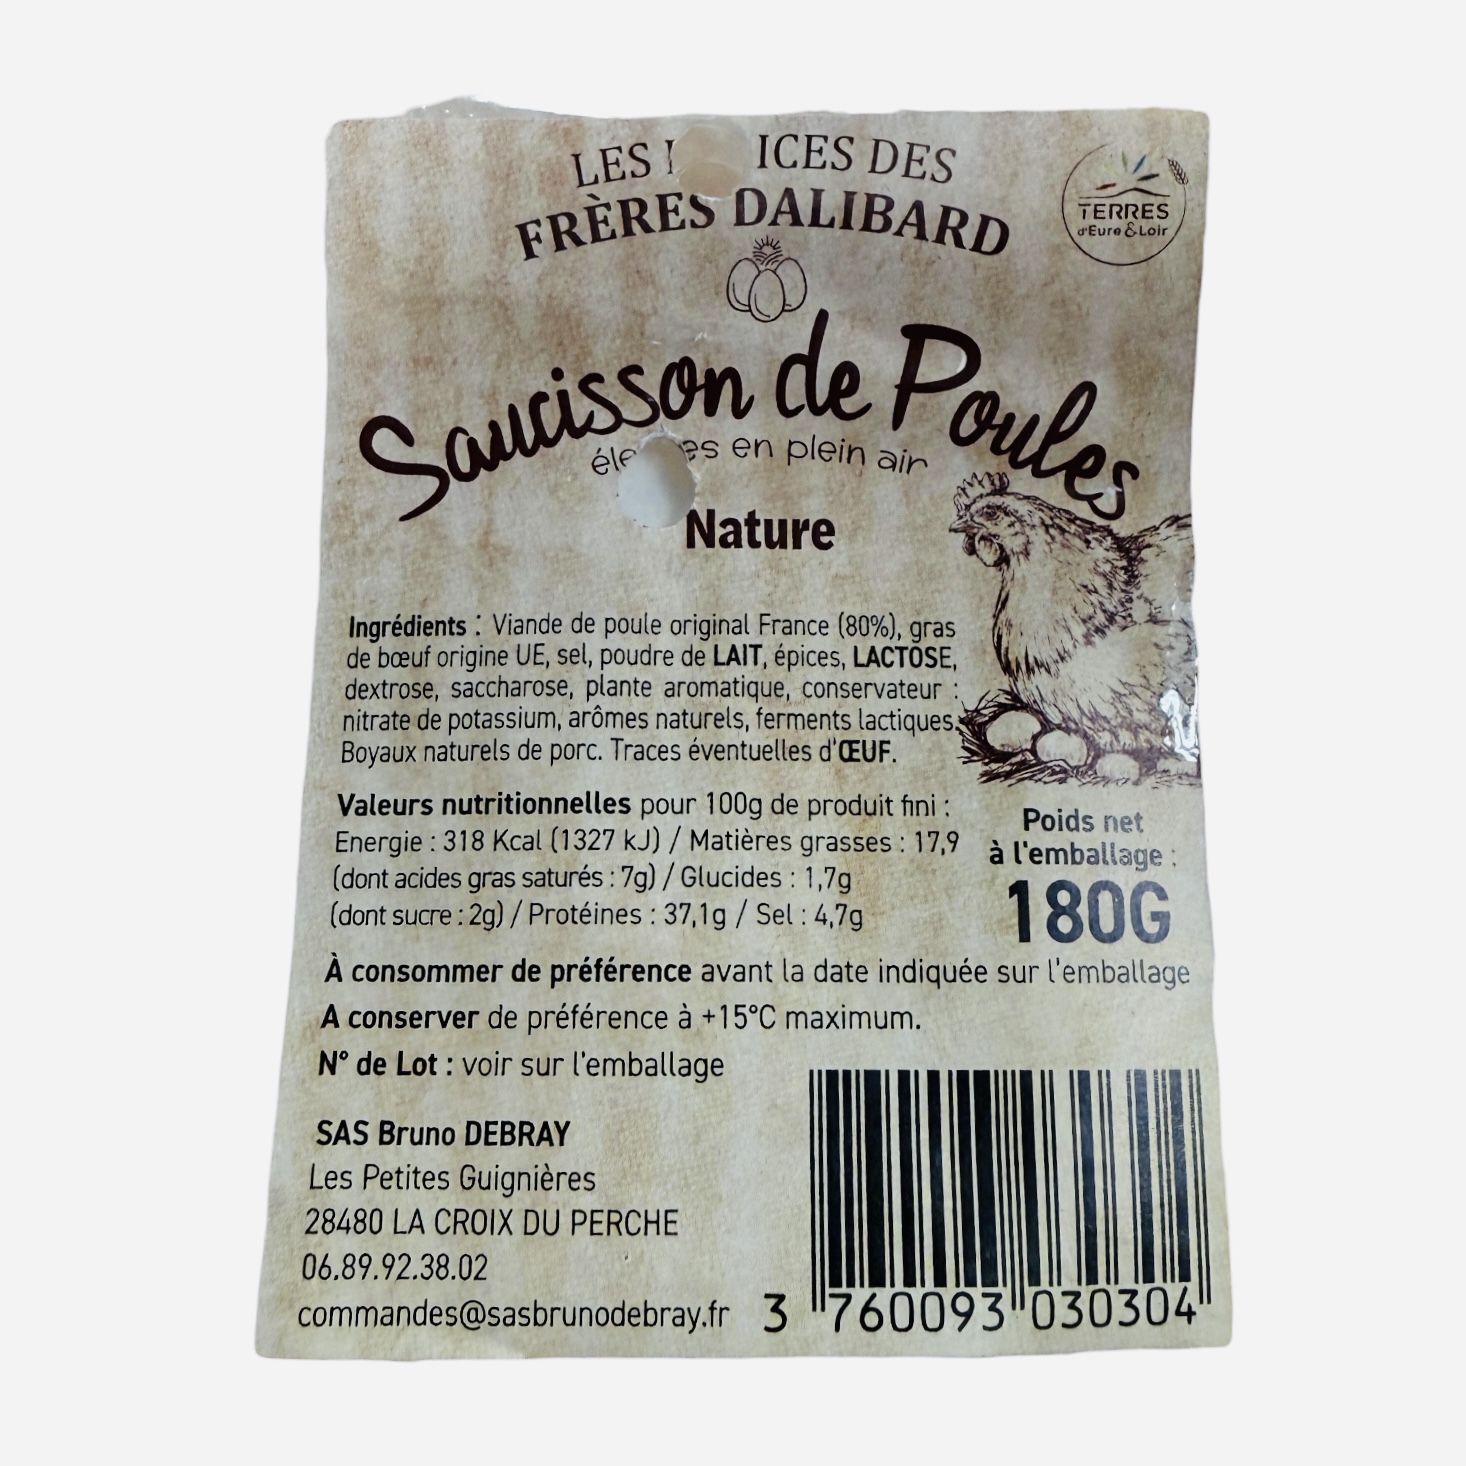 LES ICES DES
FRÈRES DALIBARD
TERRES
d'Eure & Loir
Saucisson de Poules
en plein air
Nature
Ingrédients : Viande de poule original France (80%), gras
de bœuf origine UE, sel, poudre de LAIT, épices, LACTOSE,
dextrose, saccharose, plante aromatique, conservateur :
nitrate de potassium, arômes naturels, ferments lactiques.
Boyaux naturels de porc. Traces éventuelles d'ŒUF.
Valeurs nutritionnelles pour 100g de produit fini :
Energie : 318 Kcal (1327 kJ) / Matières grasses : 17,9
(dont acides gras saturés : 7g) / Glucides : 1,7g
(dont sucre : 2g) / Protéines : 37,1g / Sel : 4,7g
Poids net
à l'emballage :
180G
À consommer de préférence avant la date indiquée sur l'emballage
A conserver de préférence à +15°C maximum.
N° de Lot : voir sur l'emballage
SAS Bruno DEBRAY
Les Petites Guignières
28480 LA CROIX DU PERCHE
06.89.92.38.02
commandes@sasbrunodebray.fr
3 760093 030304